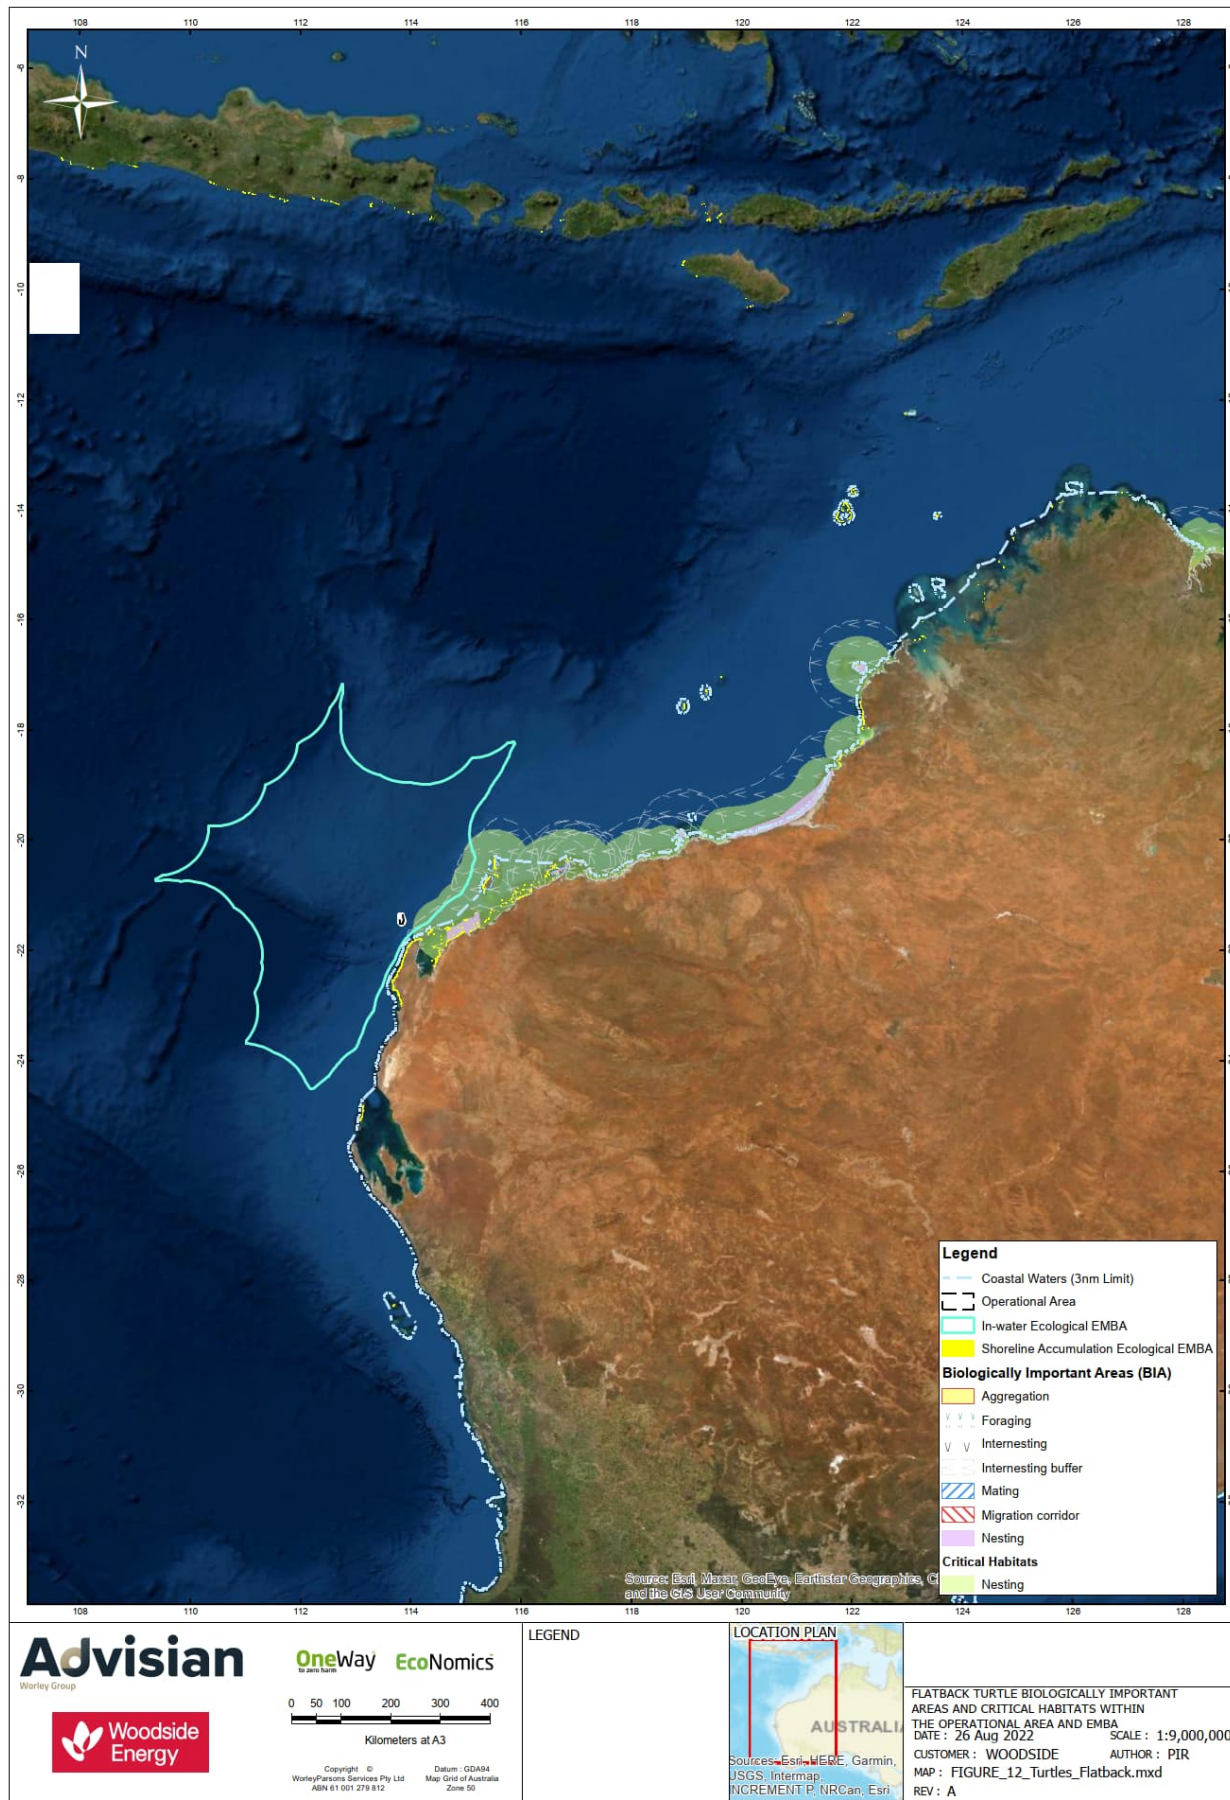 108 110 112 114 116 118 120 122 124 126 128
N
-6
-8
-10
-12
-14
-16
-18
-20
-22
-24
-26
-28
-30
-32
Legend
Coastal Waters (3nm Limit)
Operational Area
In-water Ecological EMBA
Shoreline Accumulation Ecological EMBA
Biologically Important Areas (BIA)
Aggregation
Foraging
Internesting
Internesting buffer
Mating
Migration corridor
Nesting
Critical Habitats
Nesting
Source: Esri, Maxar, GeoEye, Earthstar Geographics,
and the GIS User Community
108 110 112 114 116 118 120 122 124 126 128
Advisian
Worley Group
Woodside
Energy
OneWay
to zero harm
EcoNomics
0 50 100 200 300 400
Kilometers at A3
Copyright ©
WorleyParsons Services Pty Ltd
ABN 61 001 279 812
Datum : GDA94
Map Grid of Australia
Zone 50
LEGEND
LOCATION PLAN
AUSTRALIA
Sources: Esri, HERE, Garmin,
USGS, Intermap,
INCREMENT P, NRCan, Esri
FLATBACK TURTLE BIOLOGICALLY IMPORTANT
AREAS AND CRITICAL HABITATS WITHIN
THE OPERATIONAL AREA AND EMBA
DATE : 26 Aug 2022 SCALE : 1:9,000,000
CUSTOMER : WOODSIDE AUTHOR : PIR
MAP : FIGURE_12_Turtles_Flatback.mxd
REV : A